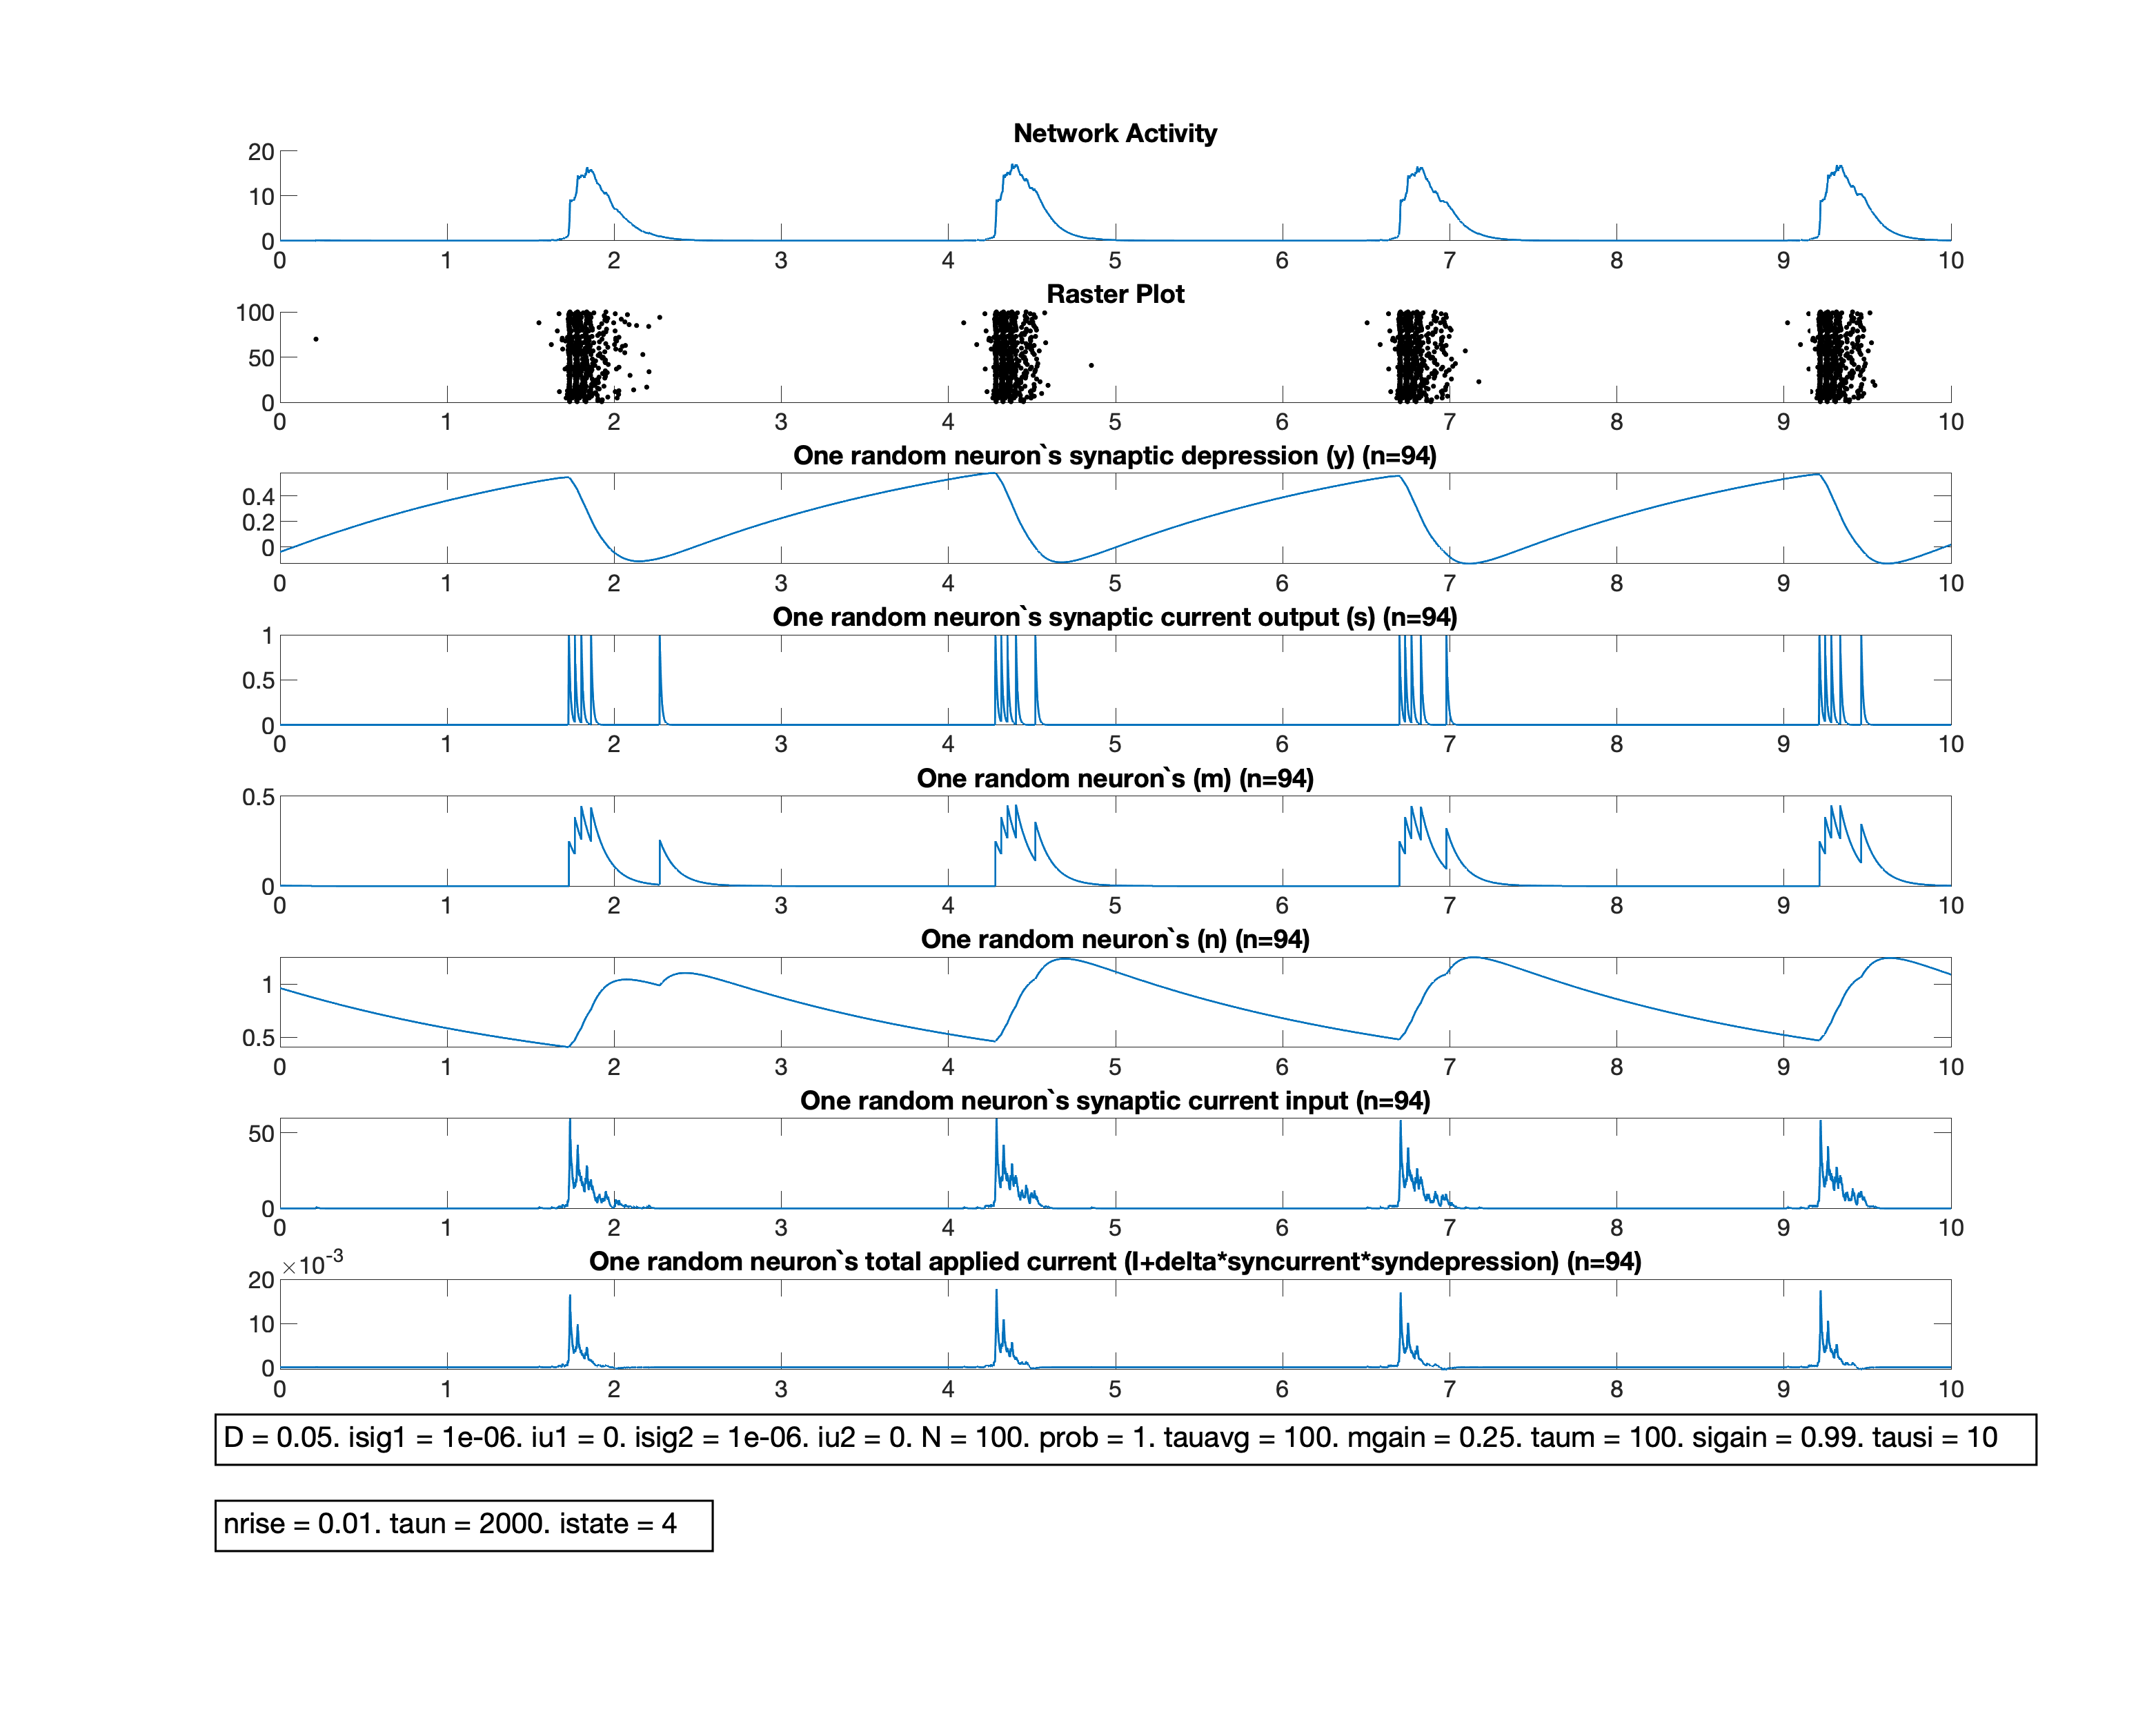 Network Activity
20
10
0
0 1 2 3 4 5 6 7 8 9 10
Raster Plot
100
50
0
0 1 2 3 4 5 6 7 8 9 10
One random neuron`s synaptic depression (y) (n=94)
0.4
0.2
0
0 1 2 3 4 5 6 7 8 9 10
One random neuron`s synaptic current output (s) (n=94)
1
0.5
0
0 1 2 3 4 5 6 7 8 9 10
One random neuron`s (m) (n=94)
0.5
0
0 1 2 3 4 5 6 7 8 9 10
One random neuron`s (n) (n=94)
1
0.5
0 1 2 3 4 5 6 7 8 9 10
One random neuron`s synaptic current input (n=94)
50
0
0 1 2 3 4 5 6 7 8 9 10
One random neuron`s total applied current (I+delta*syncurrent*syndepression) (n=94)
×10⁻³
20
10
0
0 1 2 3 4 5 6 7 8 9 10
D = 0.05. isig1 = 1e-06. iu1 = 0. isig2 = 1e-06. iu2 = 0. N = 100. prob = 1. tauavg = 100. mgain = 0.25. taum = 100. sigain = 0.99. tausi = 10
nrise = 0.01. taun = 2000. istate = 4